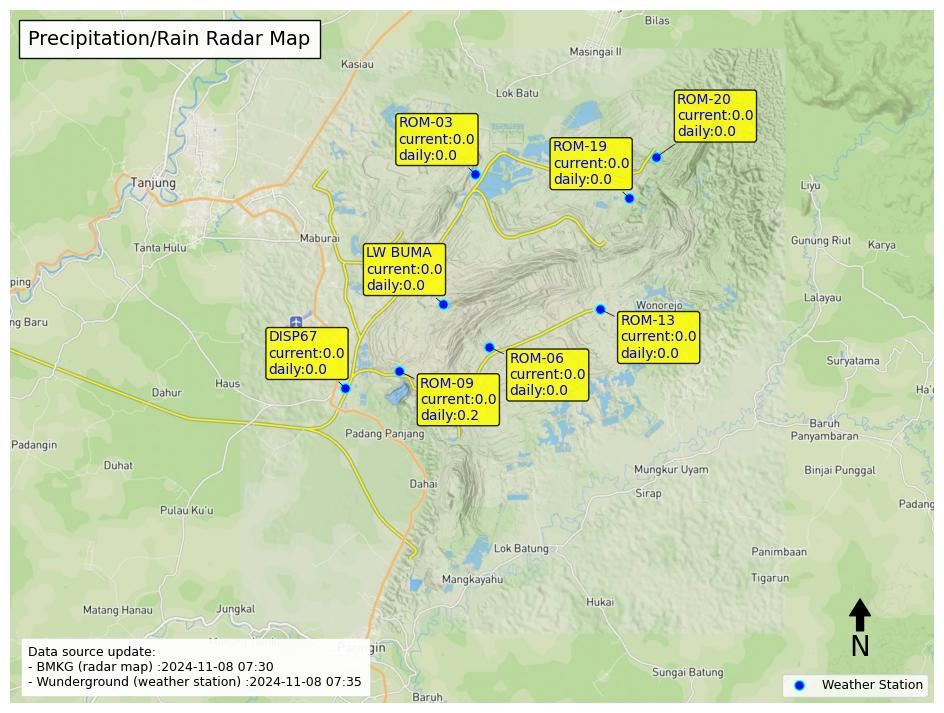 Precipitation/Rain Radar Map
Bilas
Masingai II
Kasiau
Lok Batu
ROM-20
current:0.0
daily:0.0
ROM-03
current:0.0
daily:0.0
ROM-19
current:0.0
daily:0.0
Tanjung
Liyu
Maburai
Tanta Hulu
Gunung Riut
Karya
LW BUMA
current:0.0
daily:0.0
ping
Lalayau
Wonorejo
ng Baru
ROM-13
current:0.0
daily:0.0
DISP67
current:0.0
daily:0.0
ROM-06
current:0.0
daily:0.0
Suryatama
Haus
Dahur
ROM-09
current:0.0
daily:0.2
Ha'o
Baruh
Panyambaran
Padang Panjang
Padangin
Duhat
Mungkur Uyam
Binjai Punggal
Dahai
Sirap
Padang
Pulau Ku'u
Lok Batung
Panimbaan
Mangkayahu
Tigarun
Hukai
Matang Hanau
Jungkal
Paringin
Sungai Batung
Baruh
N
Data source update:
- BMKG (radar map) :2024-11-08 07:30
- Wunderground (weather station) :2024-11-08 07:35
Weather Station